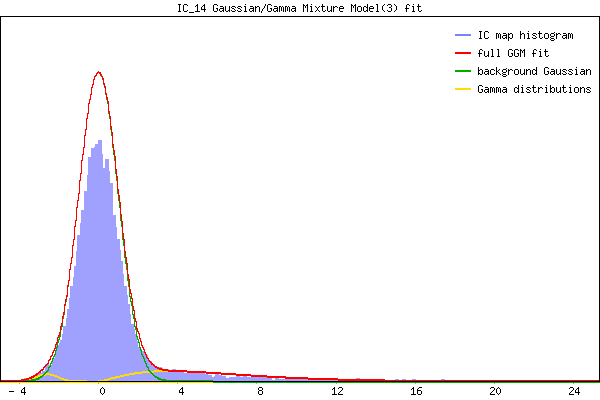 IC_14 Gaussian/Gamma Mixture Model(3) fit
IC map histogram
full GGM fit
background Gaussian
Gamma distributions
-4 0 4 8 12 16 20 24